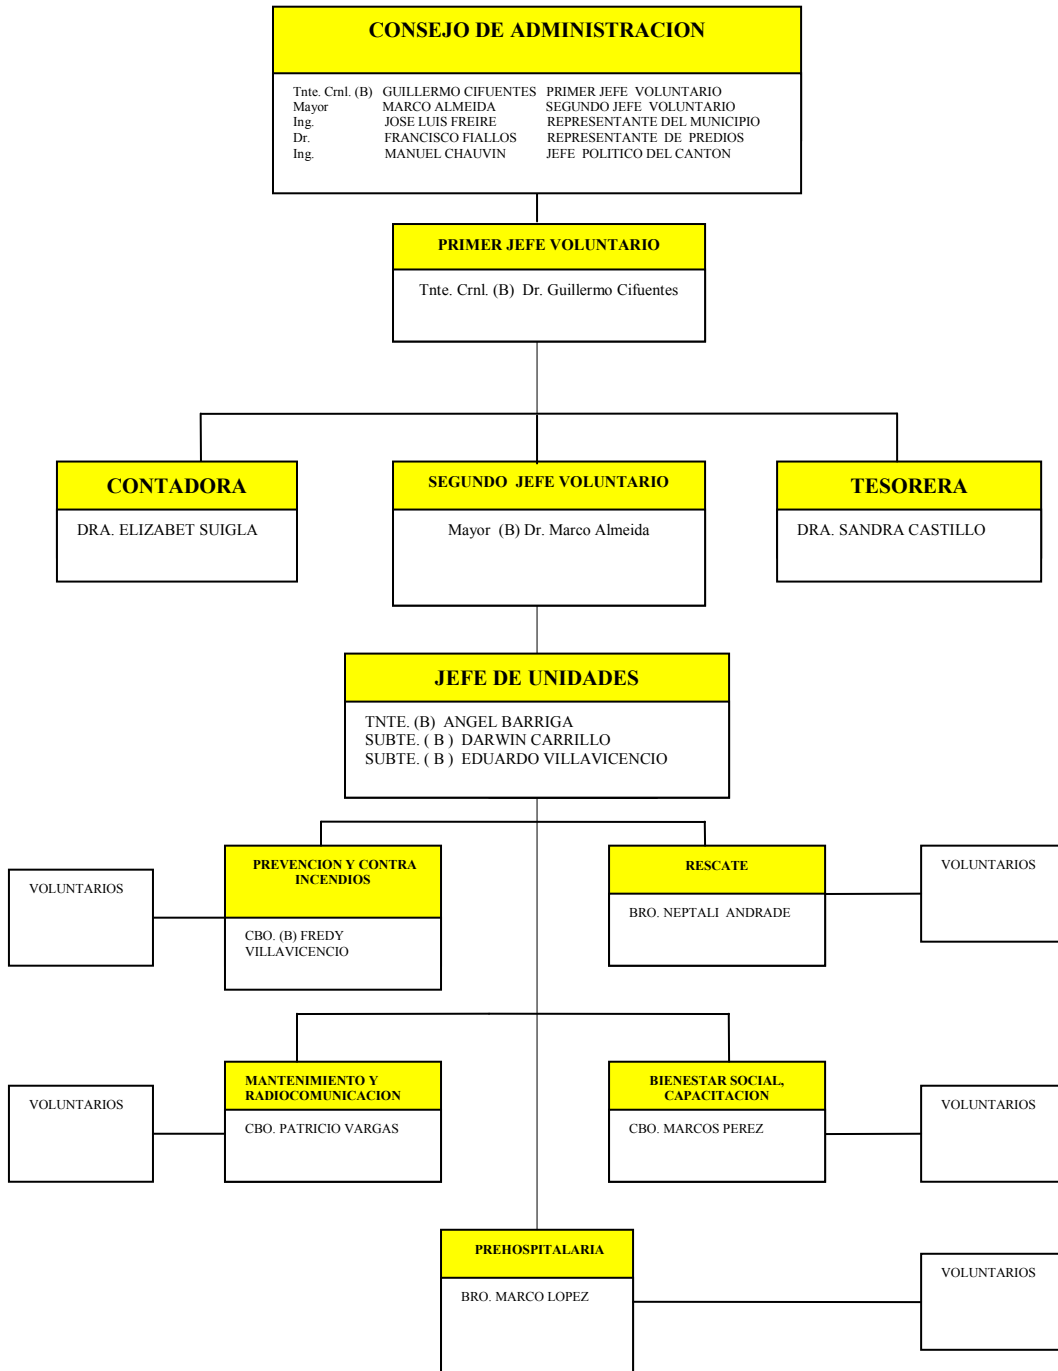 CONSEJO DE ADMINISTRACION
Tnte. Crnl. (B) GUILLERMO CIFUENTES PRIMER JEFE VOLUNTARIO
Mayor MARCO ALMEIDA SEGUNDO JEFE VOLUNTARIO
Ing. JOSE LUIS FREIRE REPRESENTANTE DEL MUNICIPIO
Dr. FRANCISCO FIALLOS REPRESENTANTE DE PREDIOS
Ing. MANUEL CHAUVIN JEFE POLITICO DEL CANTON
PRIMER JEFE VOLUNTARIO
Tnte. Crnl. (B) Dr. Guillermo Cifuentes
CONTADORA
DRA. ELIZABET SUIGLA
SEGUNDO JEFE VOLUNTARIO
Mayor (B) Dr. Marco Almeida
TESORERA
DRA. SANDRA CASTILLO
JEFE DE UNIDADES
TNTE. (B) ANGEL BARRIGA
SUBTE. ( B ) DARWIN CARRILLO
SUBTE. ( B ) EDUARDO VILLAVICENCIO
VOLUNTARIOS
PREVENCION Y CONTRA
INCENDIOS
CBO. (B) FREDY
VILLAVICENCIO
RESCATE
BRO. NEPTALI ANDRADE
VOLUNTARIOS
VOLUNTARIOS
MANTENIMIENTO Y
RADIOCOMUNICACION
CBO. PATRICIO VARGAS
BIENESTAR SOCIAL,
CAPACITACION
CBO. MARCOS PEREZ
VOLUNTARIOS
PREHOSPITALARIA
BRO. MARCO LOPEZ
VOLUNTARIOS